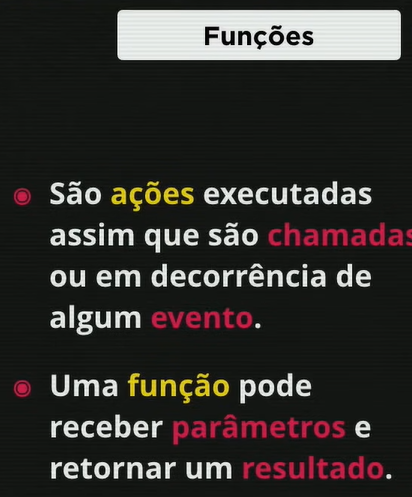 Funções
São ações executadas
assim que são chamadas
ou em decorrência de
algum evento.
Uma função pode
receber parâmetros e
retornar um resultado.